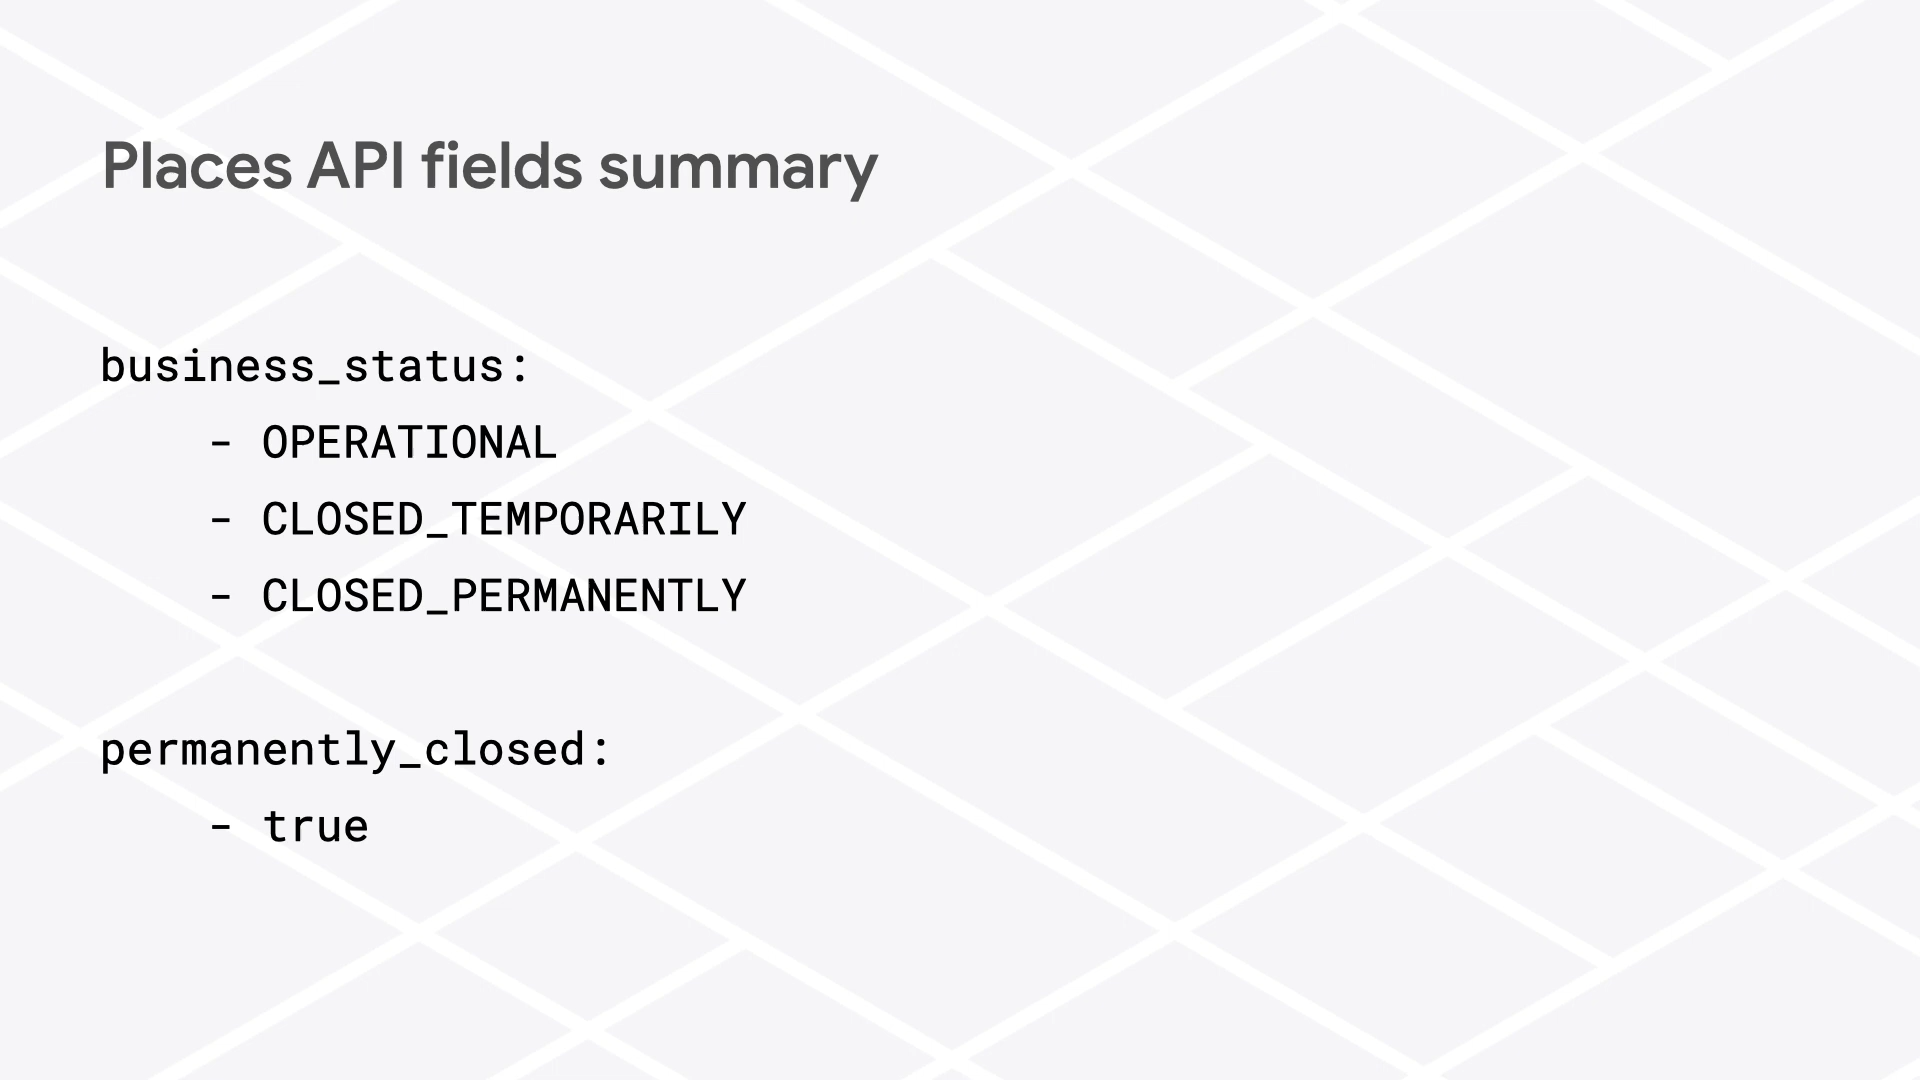 Places API fields summary
business_status:
- OPERATIONAL
- CLOSED_TEMPORARILY
- CLOSED_PERMANENTLY
permanently_closed:
- true